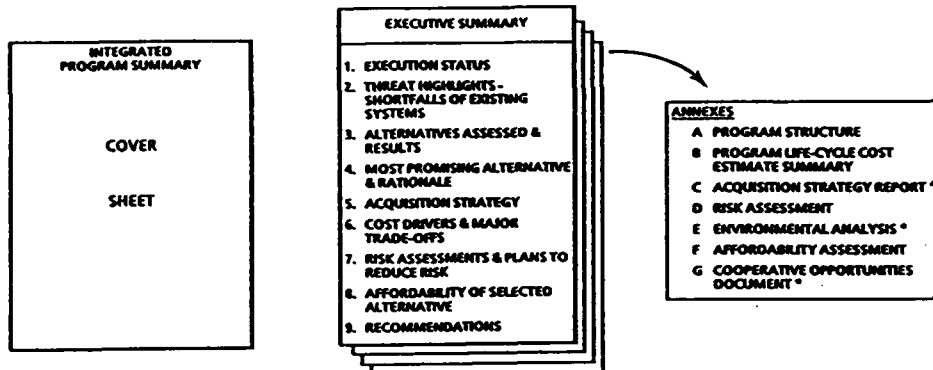 INTEGRATED
PROGRAM SUMMARY
COVER
SHEET
EXECUTIVE SUMMARY
1. EXECUTION STATUS
2. THREAT HIGHLIGHTS -
SHORTFALLS OF EXISTING
SYSTEMS
3. ALTERNATIVES ASSESSED &
RESULTS
4. MOST PROMISING ALTERNATIVE
& RATIONALE
5. ACQUISITION STRATEGY
6. COST DRIVERS & MAJOR
TRADE-OFFS
7. RISK ASSESSMENTS & PLANS TO
REDUCE RISK
8. AFFORDABILITY OF SELECTED
ALTERNATIVE
9. RECOMMENDATIONS
ANNEXES
A PROGRAM STRUCTURE
B PROGRAM LIFE-CYCLE COST
ESTIMATE SUMMARY
C ACQUISITION STRATEGY REPORT *
D RISK ASSESSMENT
E ENVIRONMENTAL ANALYSIS *
F AFFORDABILITY ASSESSMENT
G COOPERATIVE OPPORTUNITIES
DOCUMENT *